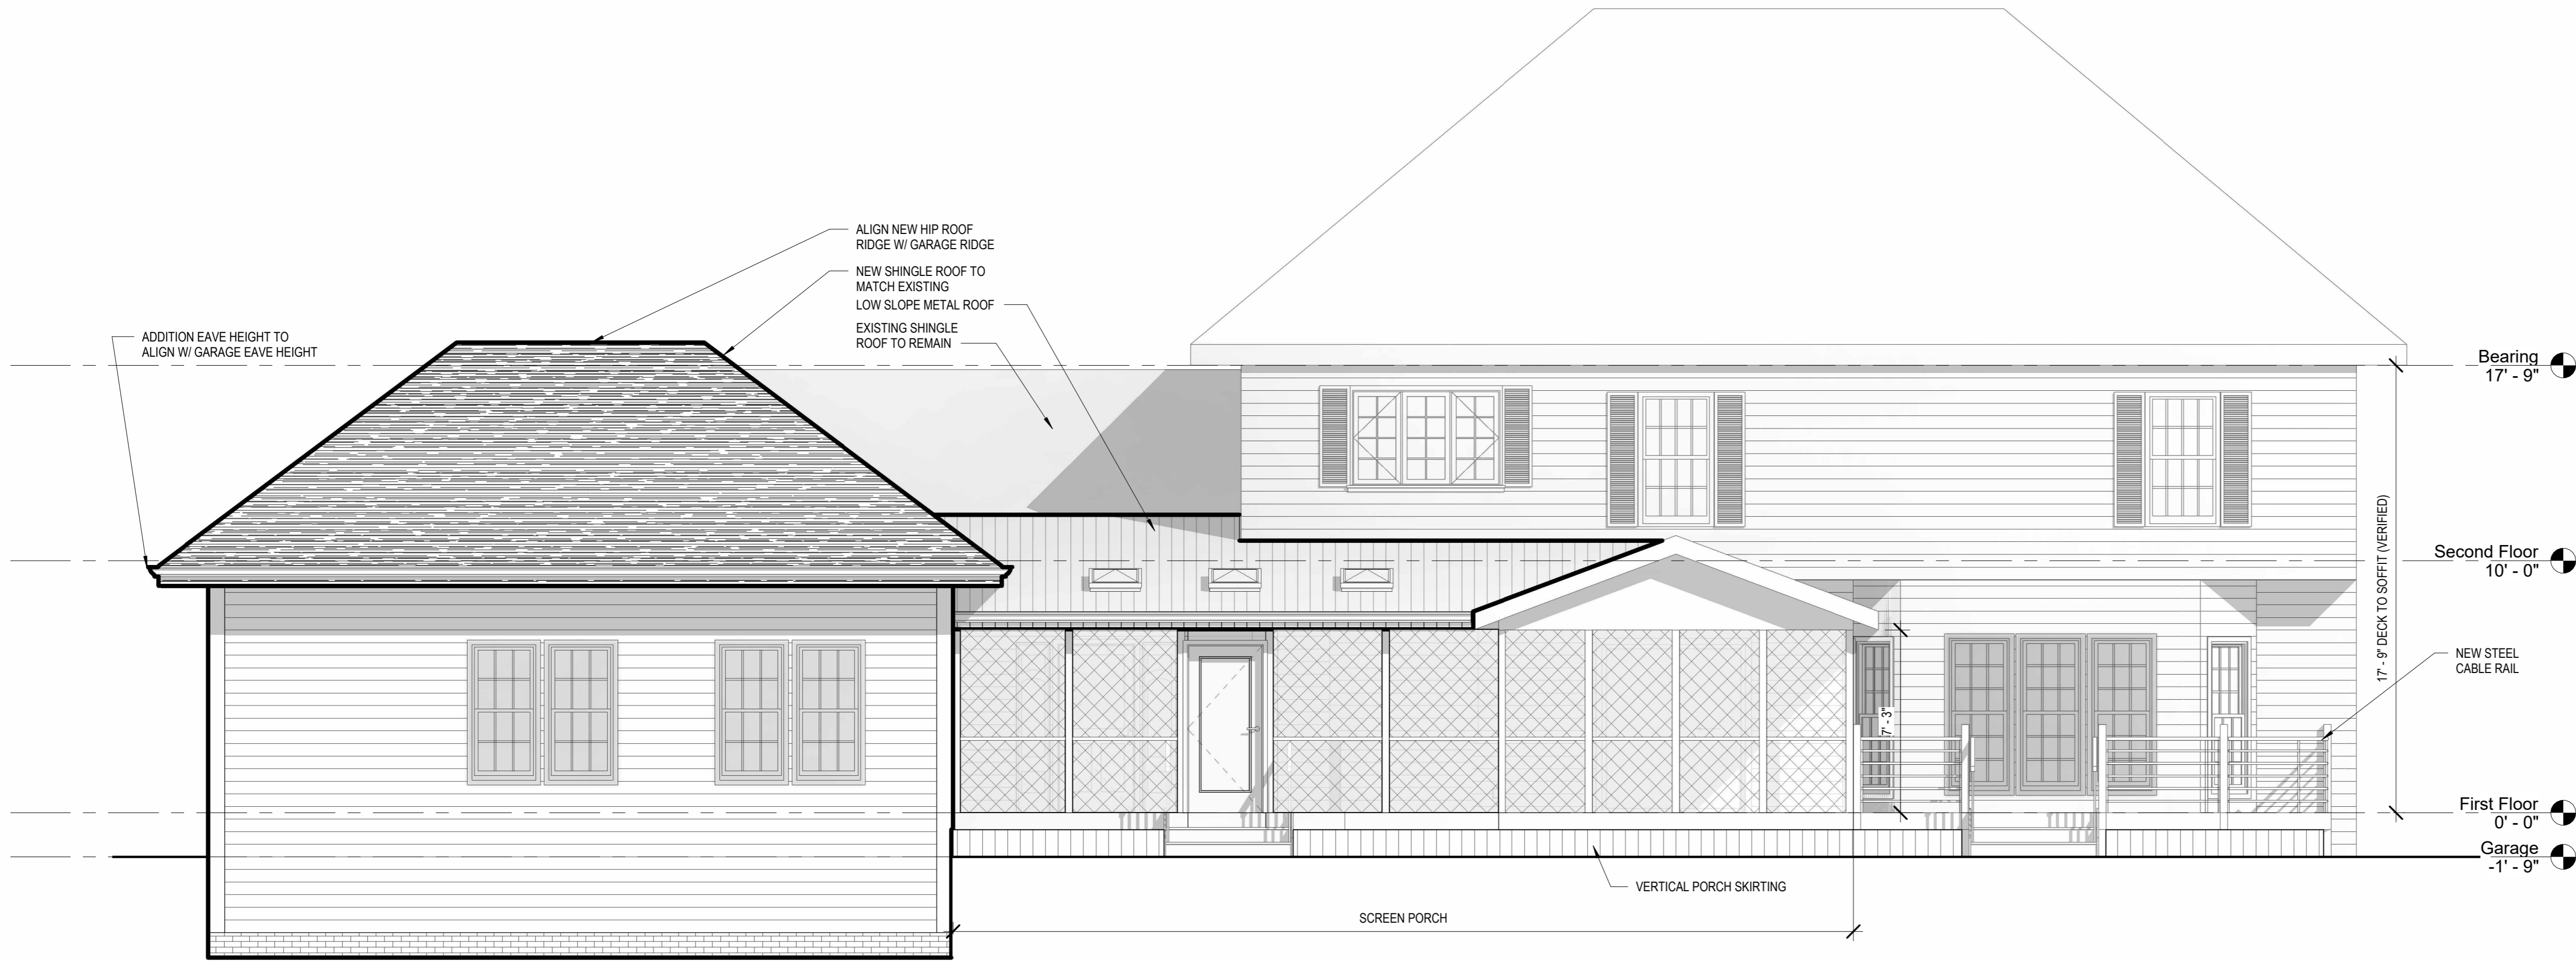 ALIGN NEW HIP ROOF
RIDGE W/ GARAGE RIDGE
NEW SHINGLE ROOF TO
MATCH EXISTING
LOW SLOPE METAL ROOF
EXISTING SHINGLE
ROOF TO REMAIN
ADDITION EAVE HEIGHT TO
ALIGN W/ GARAGE EAVE HEIGHT
Bearing
17' - 9"
Second Floor
10' - 0"
17' - 9" DECK TO SOFFIT (VERIFIED)
NEW STEEL
CABLE RAIL
7' - 3"
First Floor
0' - 0"
Garage
-1' - 9"
VERTICAL PORCH SKIRTING
SCREEN PORCH